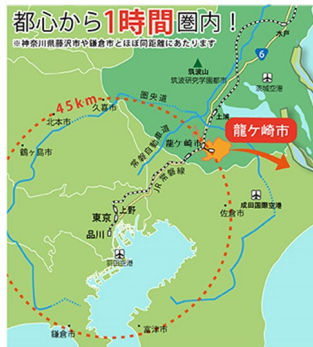 都心から1時間圏内！
※神奈川県藤沢市や鎌倉市とほぼ同距離にあたります
水戸
6
筑波山
筑波研究学園都市
茨城空港
圏央道
45km
久喜市
北本市
土浦
常磐自動車道
龍ヶ崎市
龍ケ崎市
鶴ヶ島市
JR常磐線
上野
東京
品川
佐倉市
成田国際空港
羽田空港
鎌倉市
富津市